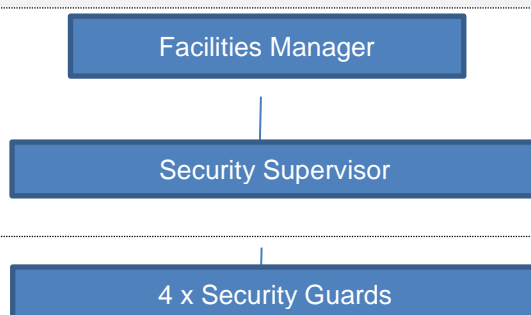 Facilities Manager
Security Supervisor
4 x Security Guards